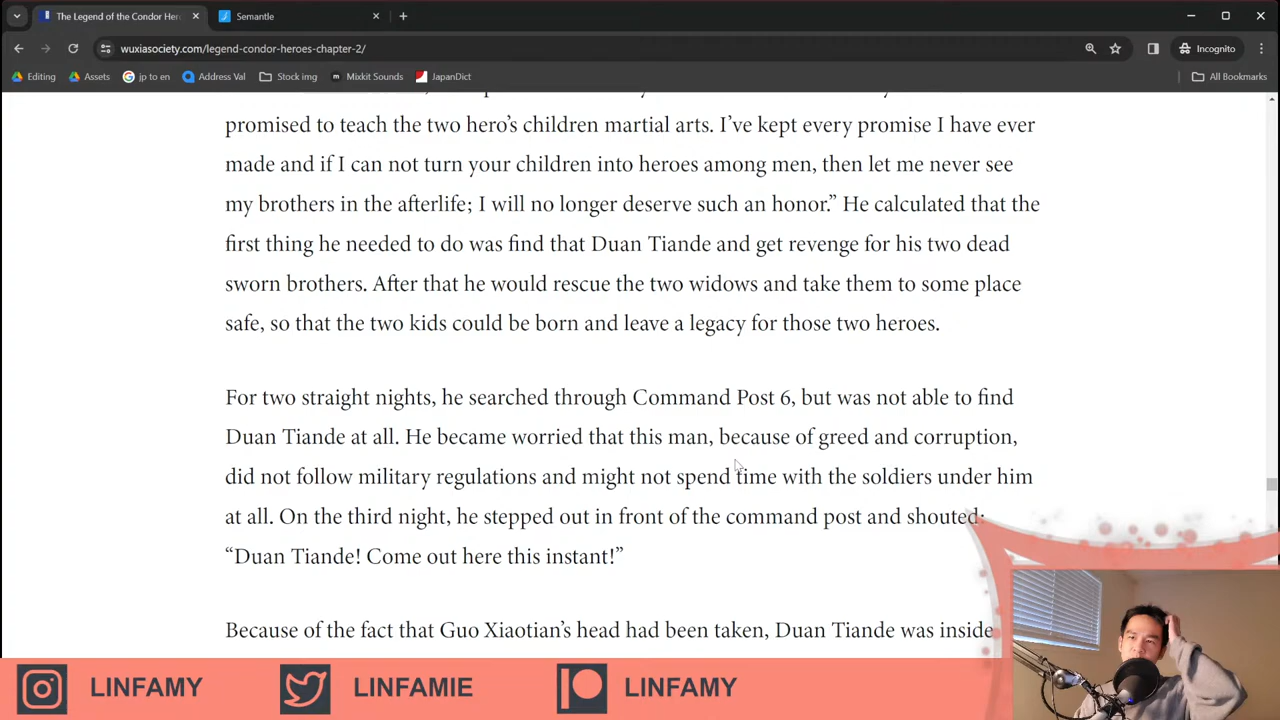 The Legend of the Condor Her
Semantle
wuxiasociety.com/legend-condor-heroes-chapter-2/
Incognito
Editing
Assets
jp to en
Address Val
Stock img
Mixkit Sounds
JapanDict
All Bookmarks
promised to teach the two hero’s children martial arts. I’ve kept every promise I have ever
made and if I can not turn your children into heroes among men, then let me never see
my brothers in the afterlife; I will no longer deserve such an honor.” He calculated that the
first thing he needed to do was find that Duan Tiande and get revenge for his two dead
sworn brothers. After that he would rescue the two widows and take them to some place
safe, so that the two kids could be born and leave a legacy for those two heroes.
For two straight nights, he searched through Command Post 6, but was not able to find
Duan Tiande at all. He became worried that this man, because of greed and corruption,
did not follow military regulations and might not spend time with the soldiers under him
at all. On the third night, he stepped out in front of the command post and shouted:
“Duan Tiande! Come out here this instant!”
Because of the fact that Guo Xiaotian’s head had been taken, Duan Tiande was inside
LINFAMY
LINFAMIE
LINFAMY